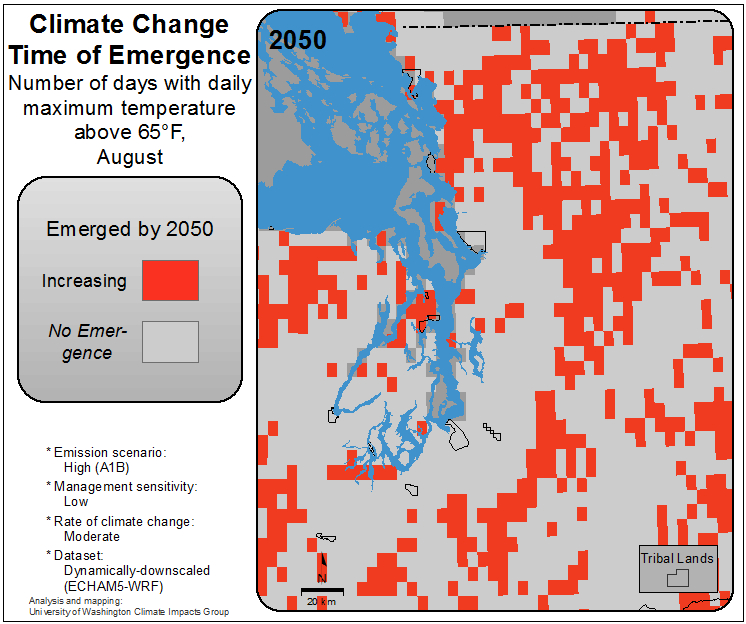 Climate Change
Time of Emergence
Number of days with daily
maximum temperature
above 65°F,
August
Emerged by 2050
Increasing
No Emer-
gence
* Emission scenario:
High (A1B)
* Management sensitivity:
Low
* Rate of climate change:
Moderate
* Dataset:
Dynamically-downscaled
(ECHAM5-WRF)
Analysis and mapping:
University of Washington Climate Impacts Group
2050
N
20 km
Tribal Lands